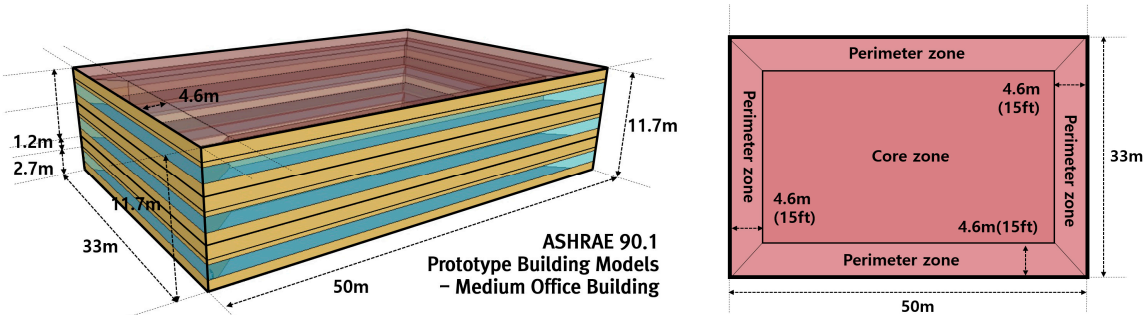 4.6m
1.2m
2.7m
11.7m
11.7m
33m
50m
ASHRAE 90.1
Prototype Building Models
– Medium Office Building
Perimeter zone
4.6m
(15ft)
Perimeter zone
Core zone
Perimeter zone
33m
4.6m
(15ft)
4.6m(15ft)
Perimeter zone
50m